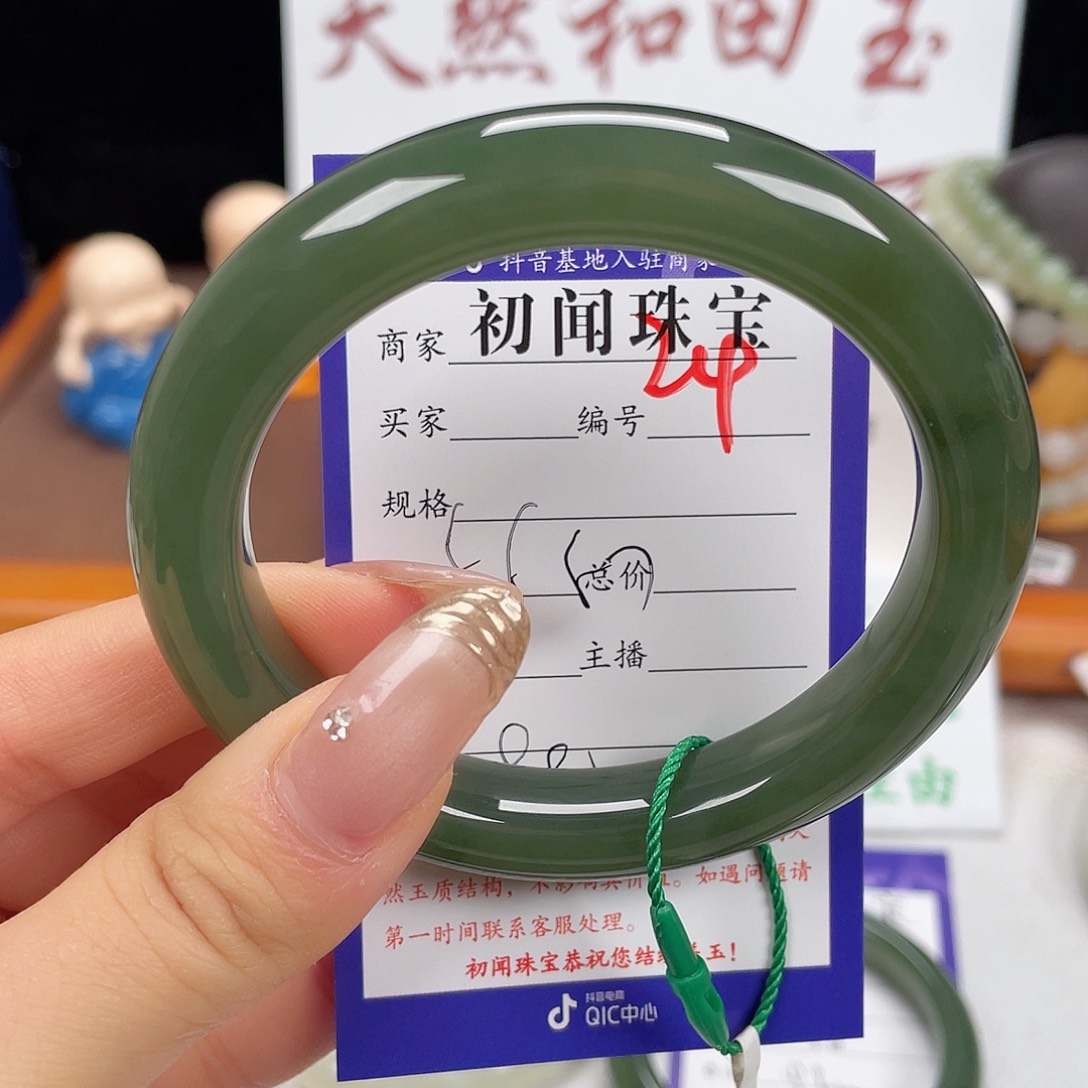 天然和田玉
抖音基地入驻商家
商家 初闻珠宝
买家 编号 24
规格
总价
主播
然玉质结构，不影响其价值。如遇问题请
第一时间联系客服处理。
初闻珠宝恭祝您结缘美玉！
抖音电商
QIC中心
由